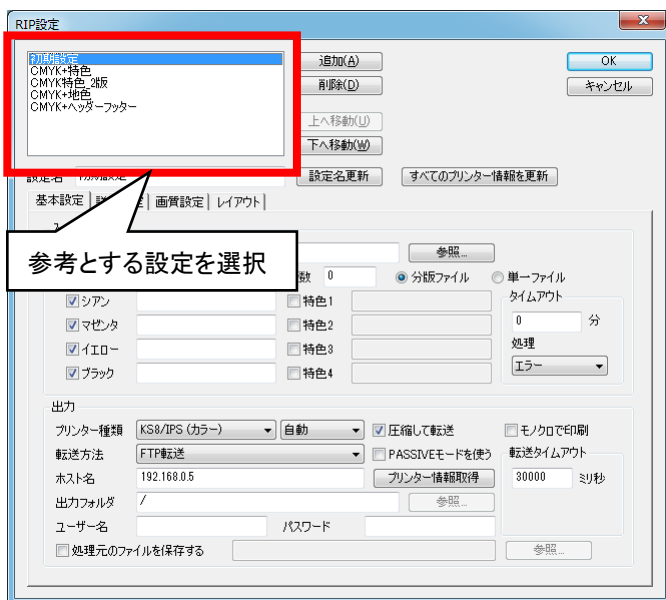 RIP設定
初期設定
CMYK+特色
CMYK特色_2版
CMYK+地色
CMYK+ヘッダーフッター
追加(A)
削除(D)
上へ移動(U)
下へ移動(W)
OK
キャンセル
設定名更新
すべてのプリンター情報を更新
基本設定
画質設定
レイアウト
参考とする設定を選択
参照...
数 0
分版ファイル
単一ファイル
シアン
特色1
タイムアウト
マゼンタ
特色2
0 分
イエロー
特色3
処理
ブラック
特色4
エラー
出力
プリンター種類 KS8/IPS (カラー) 自動 圧縮して転送 モノクロで印刷
転送方法 FTP転送 PASSIVEモードを使う 転送タイムアウト
ホスト名 192.168.0.5 プリンター情報取得 30000 ミリ秒
出力フォルダ / 参照...
ユーザー名 パスワード
処理元のファイルを保存する 参照...